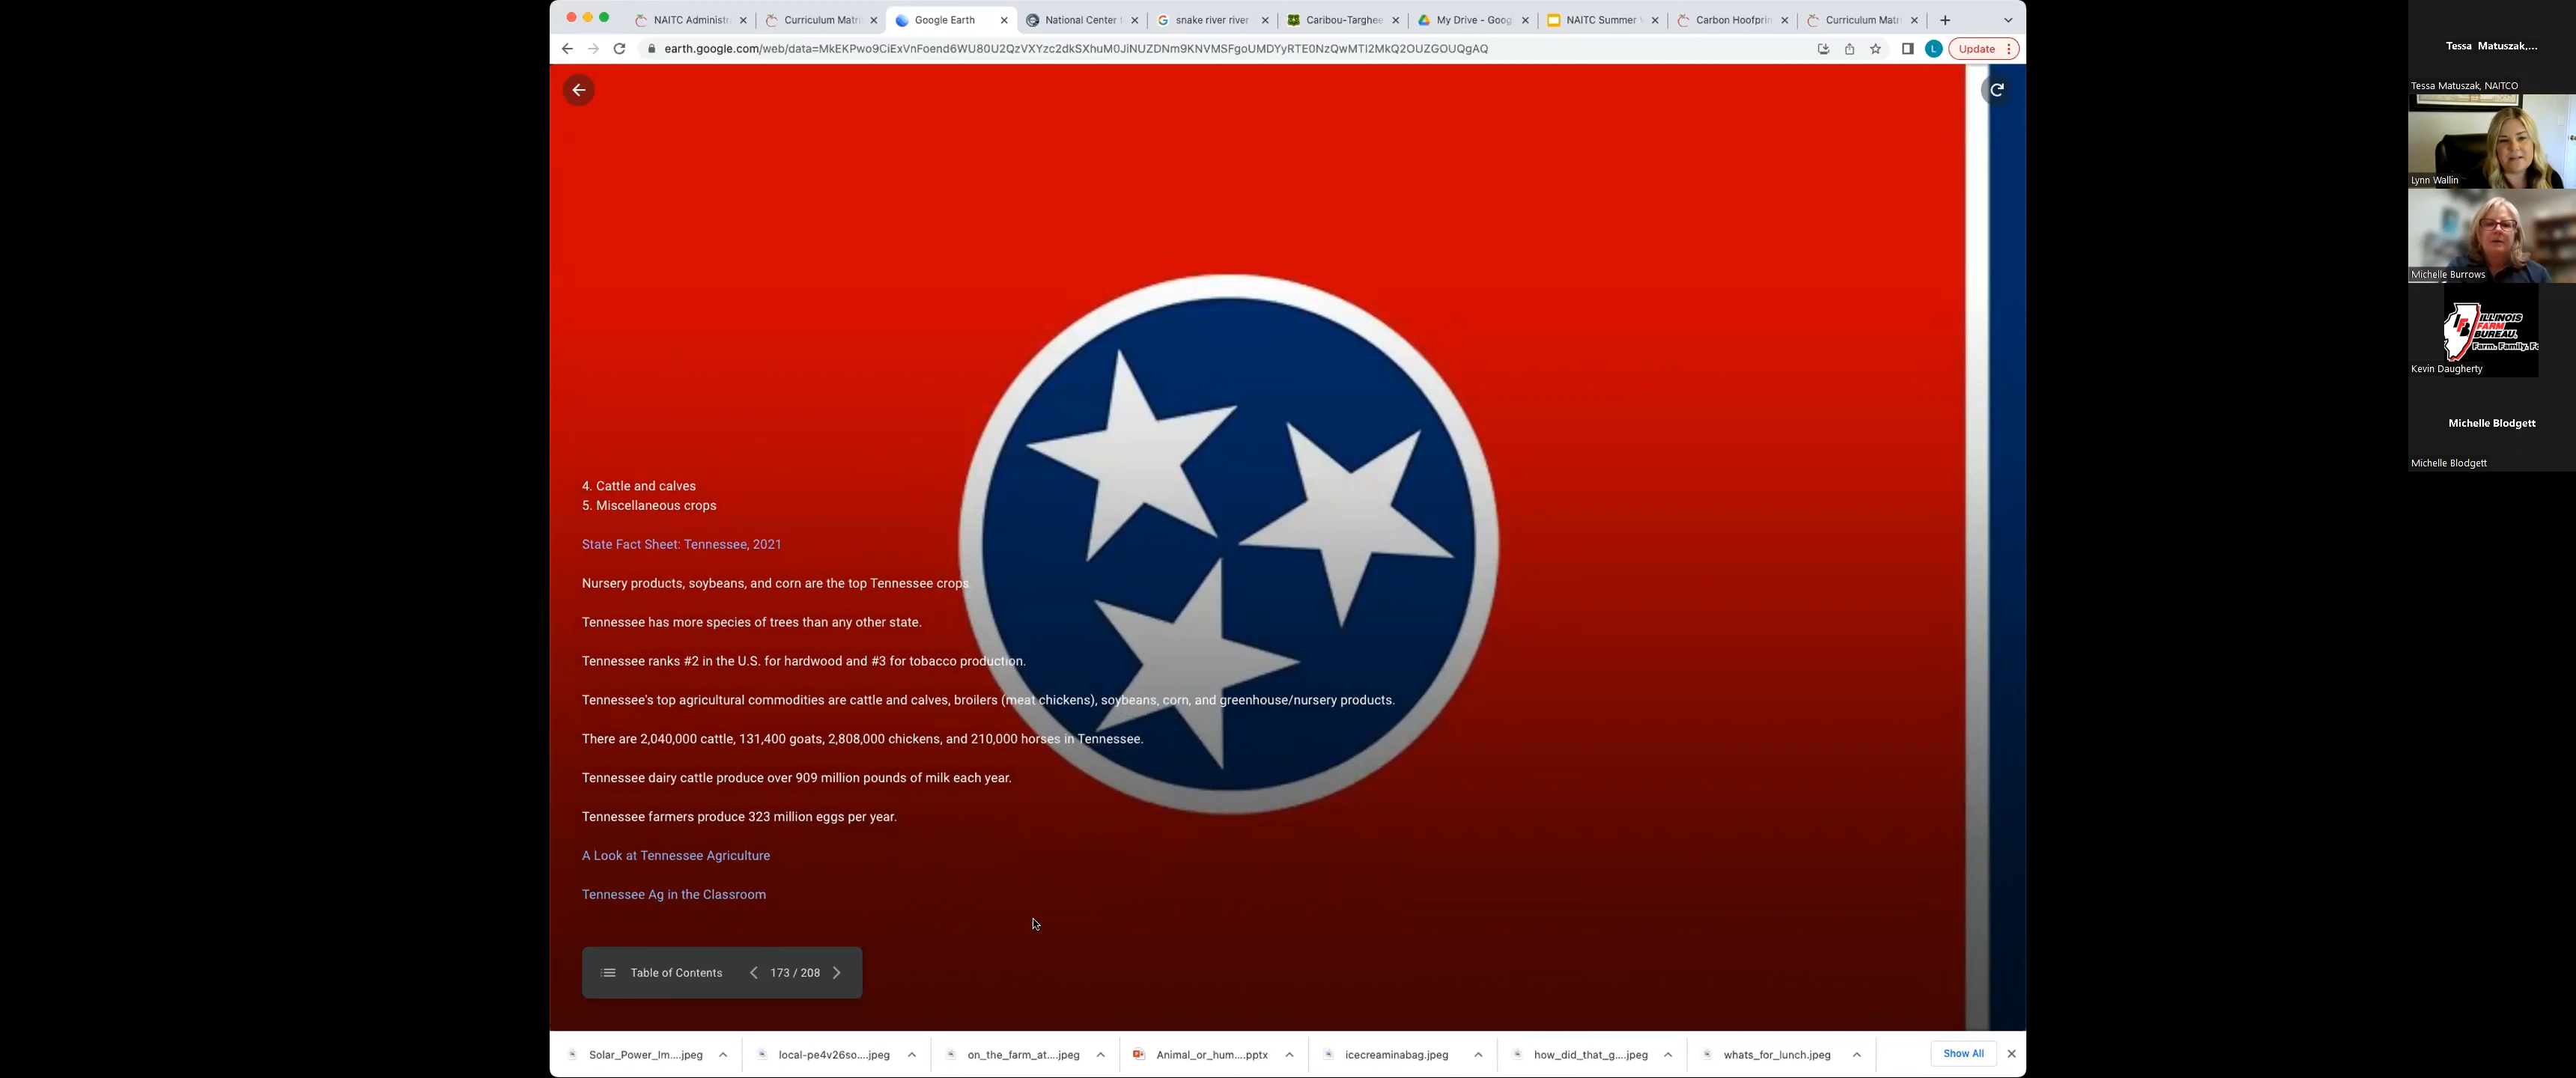 NAITC Administr
Curriculum Matri
Google Earth
National Center f
snake river river
Caribou-Targhee
My Drive - Goog
NAITC Summer
Carbon Hoofprin
Curriculum Matri
earth.google.com/web/data=MkEKPwo9CiExVnFoend6WU80U2QzVXYzc2dkSXhuM0JiNUZDNm9KNVMSFgoUMDYyRTE0NzQwMTI2MkQ2OUZGOUQgAQ
L
Update
4. Cattle and calves
5. Miscellaneous crops
State Fact Sheet: Tennessee, 2021
Nursery products, soybeans, and corn are the top Tennessee crops.
Tennessee has more species of trees than any other state.
Tennessee ranks #2 in the U.S. for hardwood and #3 for tobacco production.
Tennessee's top agricultural commodities are cattle and calves, broilers (meat chickens), soybeans, corn, and greenhouse/nursery products.
There are 2,040,000 cattle, 131,400 goats, 2,808,000 chickens, and 210,000 horses in Tennessee.
Tennessee dairy cattle produce over 909 million pounds of milk each year.
Tennessee farmers produce 323 million eggs per year.
A Look at Tennessee Agriculture
Tennessee Ag in the Classroom
Table of Contents 173 / 208
Solar_Power_Im....jpeg
local-pe4v26so....jpeg
on_the_farm_at....jpeg
Animal_or_hum....pptx
icecreaminabag.jpeg
how_did_that_g....jpeg
whats_for_lunch.jpeg
Show All
Tessa Matuszak,...
Tessa Matuszak, NAITCO
Lynn Wallin
Michelle Burrows
ILLINOIS
FARM
BUREAU.
Farm. Family. Fo
Kevin Daugherty
Michelle Blodgett
Michelle Blodgett